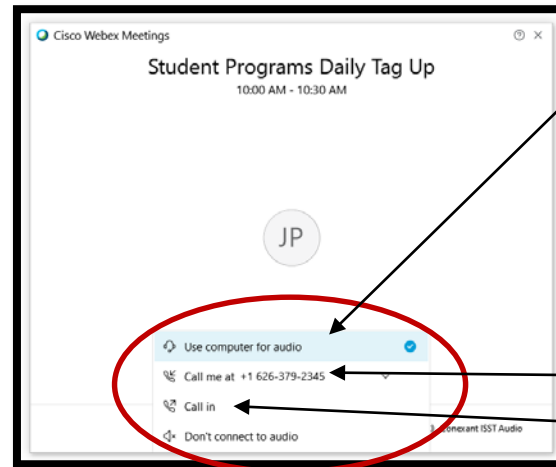 Cisco Webex Meetings
Student Programs Daily Tag Up
10:00 AM - 10:30 AM
JP
Use computer for audio
Call me at +1 626-379-2345
Call in
Don't connect to audio
Conexant ISST Audio